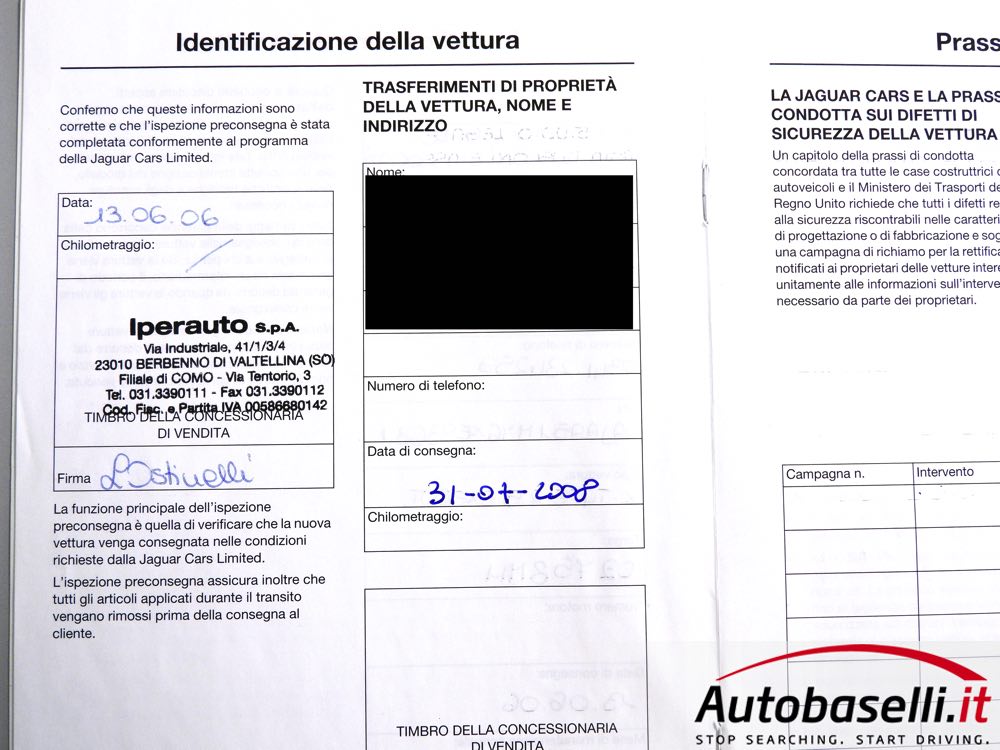 Identificazione della vettura
Confermo che queste informazioni sono
corrette e che l'ispezione preconsegna è stata
completata conformemente al programma
della Jaguar Cars Limited.
Data:
13.06.06
Chilometraggio:
Iperauto S.p.A.
Via Industriale, 41/1/3/4
23010 BERBENNO DI VALTELLINA (SO)
Filiale di COMO - Via Tentorio, 3
Tel. 031.3390111 - Fax 031.3390112
Cod. Fisc. e Partita IVA 00586680142
TIMBRO DELLA CONCESSIONARIA
DI VENDITA
Firma
La funzione principale dell'ispezione
preconsegna è quella di verificare che la nuova
vettura venga consegnata nelle condizioni
richieste dalla Jaguar Cars Limited.
L'ispezione preconsegna assicura inoltre che
tutti gli articoli applicati durante il transito
vengano rimossi prima della consegna al
cliente.
TRASFERIMENTI DI PROPRIETÀ
DELLA VETTURA, NOME E
INDIRIZZO
Nome:
Numero di telefono:
Data di consegna:
31-07-2008
Chilometraggio:
TIMBRO DELLA CONCESSIONARIA
DI VENDITA
Prass
LA JAGUAR CARS E LA PRASS
CONDOTTA SUI DIFETTI DI
SICUREZZA DELLA VETTURA
Un capitolo della prassi di condotta
concordata tra tutte le case costruttrici
autoveicoli e il Ministero dei Trasporti de
Regno Unito richiede che tutti i difetti re
alla sicurezza riscontrabili nelle caratteri
di progettazione o di fabbricazione e sog
una campagna di richiamo per la rettifica
notificati ai proprietari delle vetture intere
unitamente alle informazioni sull'interve
necessario da parte dei proprietari.
Campagna n.
Intervento
Autobaselli.it
STOP SEARCHING. START DRIVING.